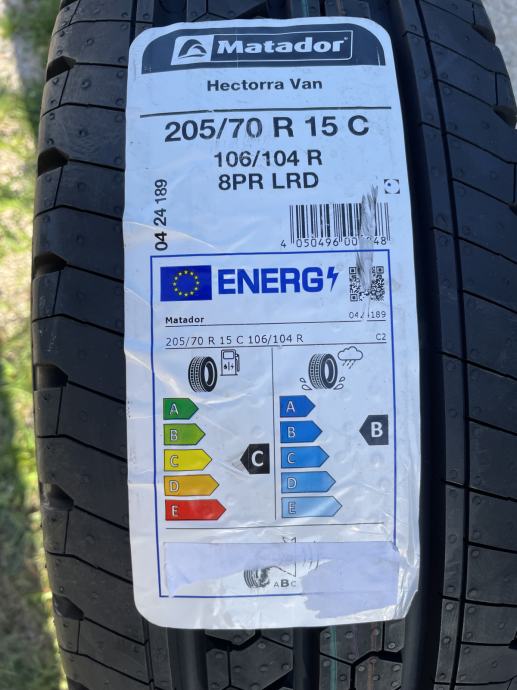 Matador
Hectorra Van
205/70 R 15 C
106/104 R
8PR LRD
04 24 189
4 050496
ENERG
Matador
205/70 R 15 C 106/104 R C2
A A
B B B
C C C
D D
E E
ABC